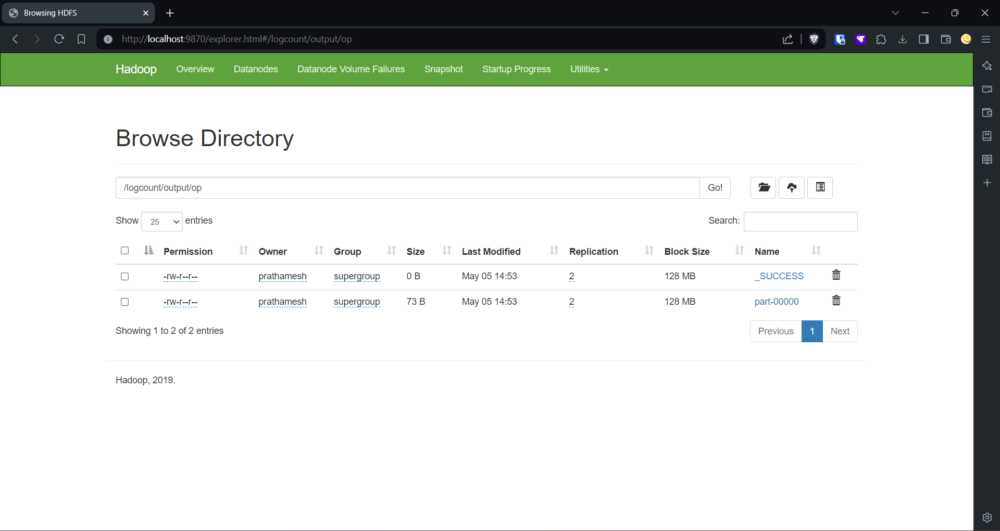 Browsing HDFS
http://localhost:9870/explorer.html#/logcount/output/op
Hadoop Overview Datanodes Datanode Volume Failures Snapshot Startup Progress Utilities
Browse Directory
/logcount/output/op Go!
Show 25 entries Search:
Permission Owner Group Size Last Modified Replication Block Size Name
-rw-r--r-- prathamesh supergroup 0 B May 05 14:53 2 128 MB _SUCCESS
-rw-r--r-- prathamesh supergroup 73 B May 05 14:53 2 128 MB part-00000
Showing 1 to 2 of 2 entries Previous 1 Next
Hadoop, 2019.